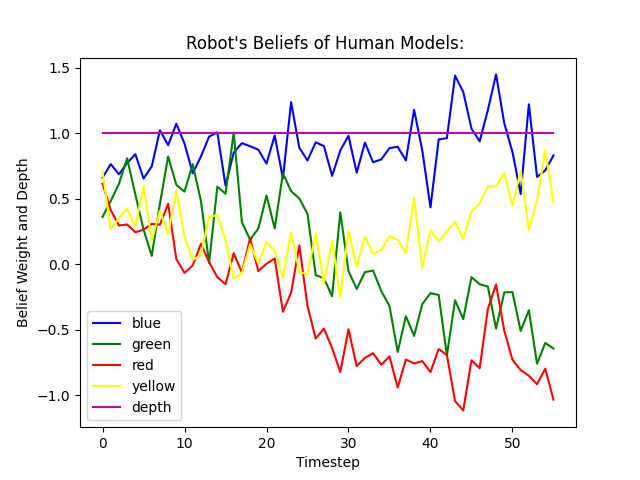 Robot's Beliefs of Human Models:
Belief Weight and Depth
1.5
1.0
0.5
0.0
−0.5
−1.0
blue
green
red
yellow
depth
0 10 20 30 40 50
Timestep